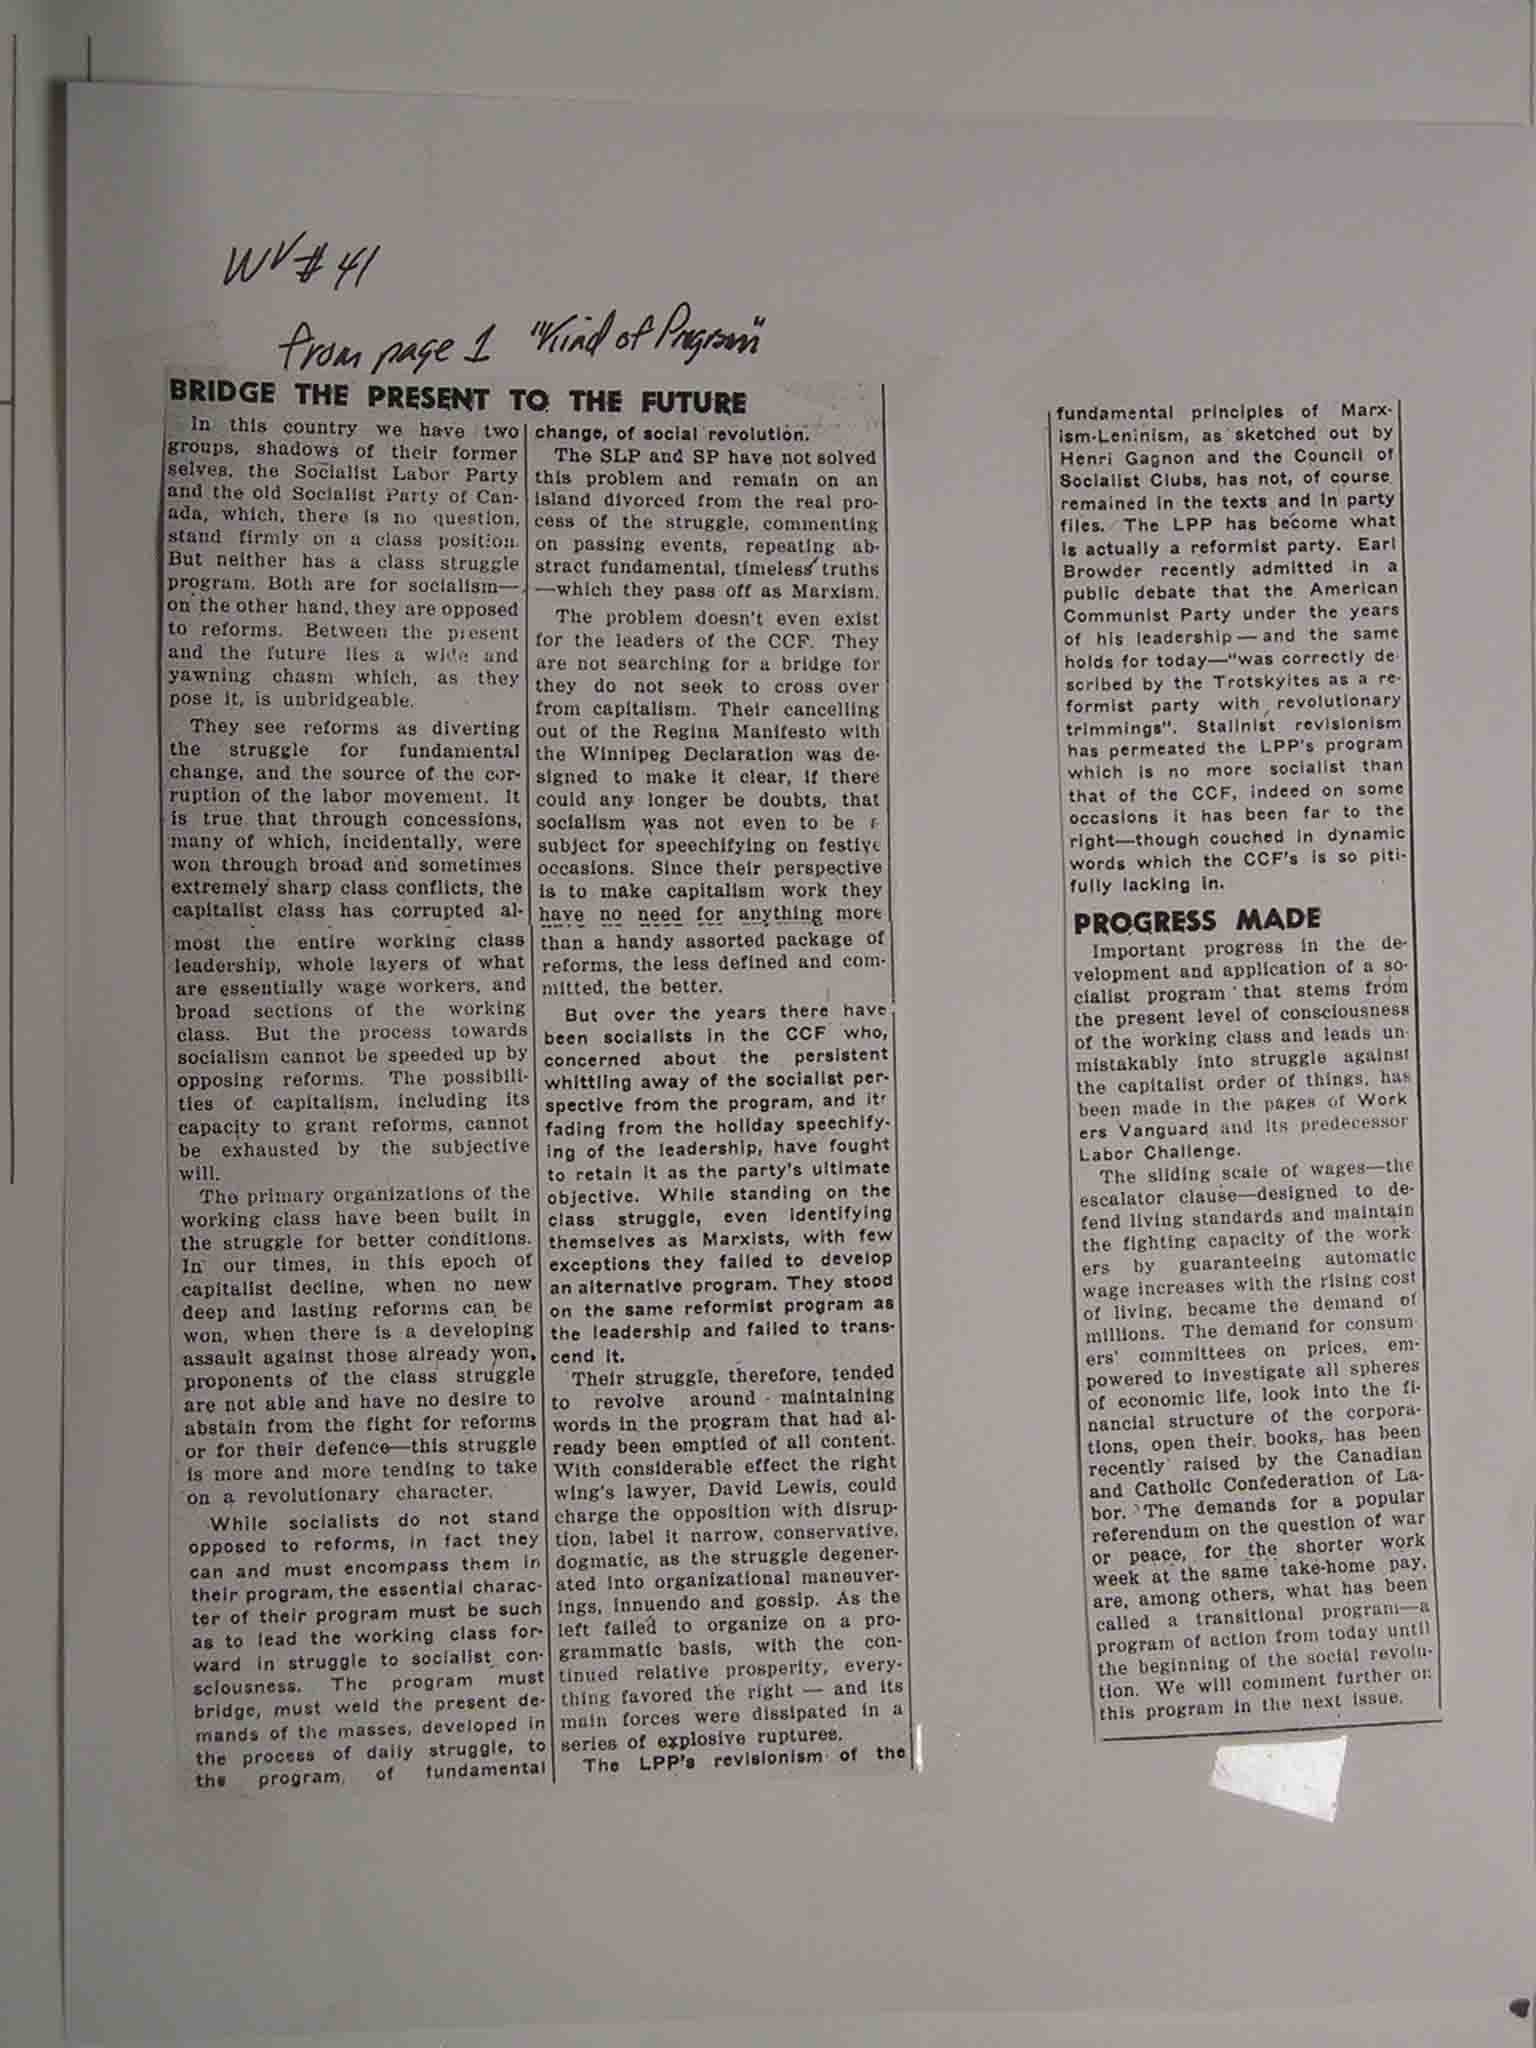 WV # 41
from page 1 "Kind of Program"
BRIDGE THE PRESENT TO THE FUTURE
In this country we have two
groups, shadows of their former
selves, the Socialist Labor Party
and the old Socialist Party of Can-
ada, which, there is no question,
stand firmly on a class position.
But neither has a class struggle
program. Both are for socialism—
on the other hand, they are opposed
to reforms. Between the present
and the future lies a wide and
yawning chasm which, as they
pose it, is unbridgeable.
They see reforms as diverting
the struggle for fundamental
change, and the source of the cor-
ruption of the labor movement. It
is true that through concessions,
many of which, incidentally, were
won through broad and sometimes
extremely sharp class conflicts, the
capitalist class has corrupted al-
most the entire working class
leadership, whole layers of what
are essentially wage workers, and
broad sections of the working
class. But the process towards
socialism cannot be speeded up by
opposing reforms. The possibili-
ties of capitalism, including its
capacity to grant reforms, cannot
be exhausted by the subjective
will.
The primary organizations of the
working class have been built in
the struggle for better conditions.
In our times, in this epoch of
capitalist decline, when no new
deep and lasting reforms can be
won, when there is a developing
assault against those already won,
proponents of the class struggle
are not able and have no desire to
abstain from the fight for reforms
or for their defence—this struggle
is more and more tending to take
on a revolutionary character.
While socialists do not stand
opposed to reforms, in fact they
can and must encompass them in
their program, the essential charac-
ter of their program must be such
as to lead the working class for-
ward in struggle to socialist con-
sciousness. The program must
bridge, must weld the present de-
mands of the masses, developed in
the process of daily struggle, to
the program, of fundamental
change, of social revolution.
The SLP and SP have not solved
this problem and remain on an
island divorced from the real pro-
cess of the struggle, commenting
on passing events, repeating ab-
stract fundamental, timeless truths
—which they pass off as Marxism.
The problem doesn't even exist
for the leaders of the CCF. They
are not searching for a bridge for
they do not seek to cross over
from capitalism. Their cancelling
out of the Regina Manifesto with
the Winnipeg Declaration was de-
signed to make it clear, if there
could any longer be doubts, that
socialism was not even to be a
subject for speechifying on festive
occasions. Since their perspective
is to make capitalism work they
have no need for anything more
than a handy assorted package of
reforms, the less defined and com-
mitted, the better.
But over the years there have
been socialists in the CCF who,
concerned about the persistent
whittling away of the socialist per-
spective from the program, and its
fading from the holiday speechify-
ing of the leadership, have fought
to retain it as the party's ultimate
objective. While standing on the
class struggle, even identifying
themselves as Marxists, with few
exceptions they failed to develop
an alternative program. They stood
on the same reformist program as
the leadership and failed to trans-
cend it.
Their struggle, therefore, tended
to revolve around maintaining
words in the program that had al-
ready been emptied of all content.
With considerable effect the right
wing's lawyer, David Lewis, could
charge the opposition with disrup-
tion, label it narrow, conservative,
dogmatic, as the struggle degener-
ated into organizational maneuver-
ings, innuendo and gossip. As the
left failed to organize on a pro-
grammatic basis, with the con-
tinued relative prosperity, every-
thing favored the right — and its
main forces were dissipated in a
series of explosive ruptures.
The LPP's revisionism of the
fundamental principles of Marx-
ism-Leninism, as sketched out by
Henri Gagnon and the Council of
Socialist Clubs, has not, of course
remained in the texts and in party
files. The LPP has become what
is actually a reformist party. Earl
Browder recently admitted in a
public debate that the American
Communist Party under the years
of his leadership — and the same
holds for today—"was correctly de-
scribed by the Trotskyites as a re-
formist party with revolutionary
trimmings". Stalinist revisionism
has permeated the LPP's program
which is no more socialist than
that of the CCF, indeed on some
occasions it has been far to the
right—though couched in dynamic
words which the CCF's is so piti-
fully lacking in.
PROGRESS MADE
Important progress in the de-
velopment and application of a so-
cialist program that stems from
the present level of consciousness
of the working class and leads un-
mistakably into struggle against
the capitalist order of things, has
been made in the pages of Work
ers Vanguard and its predecessor
Labor Challenge.
The sliding scale of wages—the
escalator clause—designed to de-
fend living standards and maintain
the fighting capacity of the work
ers by guaranteeing automatic
wage increases with the rising cost
of living, became the demand of
millions. The demand for consum
ers' committees on prices, em-
powered to investigate all spheres
of economic life, look into the fi-
nancial structure of the corpora-
tions, open their books, has been
recently raised by the Canadian
and Catholic Confederation of La-
bor. The demands for a popular
referendum on the question of war
or peace, for the shorter work
week at the same take-home pay,
are, among others, what has been
called a transitional program—a
program of action from today until
the beginning of the social revolu-
tion. We will comment further on
this program in the next issue.